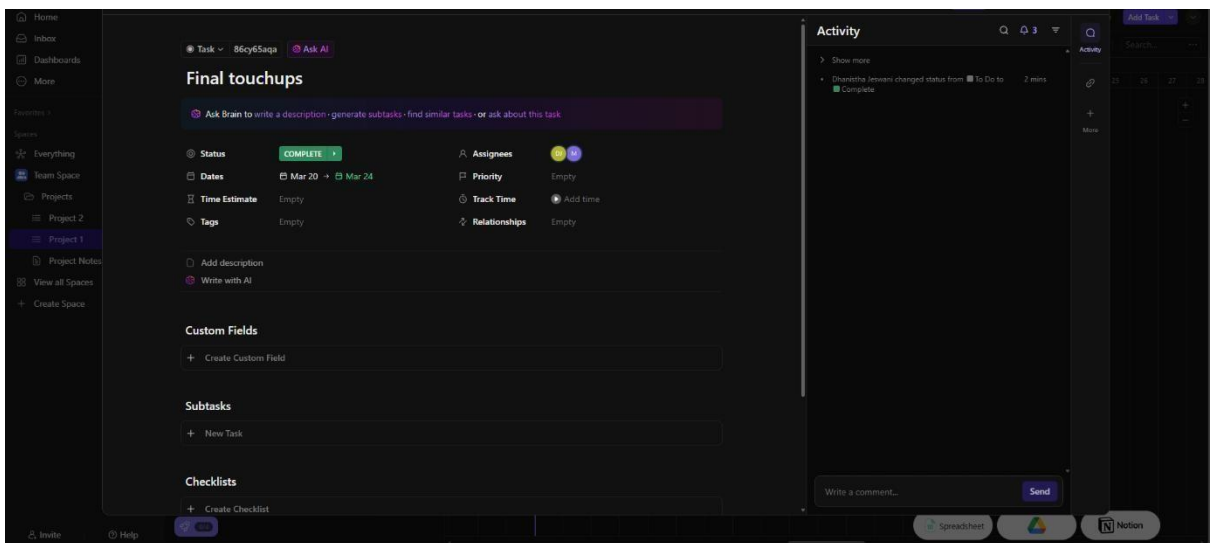 Home
Inbox
Dashboards
More
Favorites
Spaces
Everything
Team Space
Projects
Project 2
Project 1
Project Notes
View all Spaces
Create Space
Invite
Help
Task 86cy65aqa Ask AI
Final touchups
Ask Brain to write a description · generate subtasks · find similar tasks · or ask about this task
Status COMPLETE Assignees DJ M
Dates Mar 20 → Mar 24 Priority Empty
Time Estimate Empty Track Time Add time
Tags Empty Relationships Empty
Add description
Write with AI
Custom Fields
+ Create Custom Field
Subtasks
+ New Task
Checklists
+ Create Checklist
Activity 3
Show more
Dhanistha Jeswani changed status from To Do to 2 mins
Complete
Write a comment... Send
Activity
+
More
Add Task
Search...
25 26 27 28
Spreadsheet
Notion